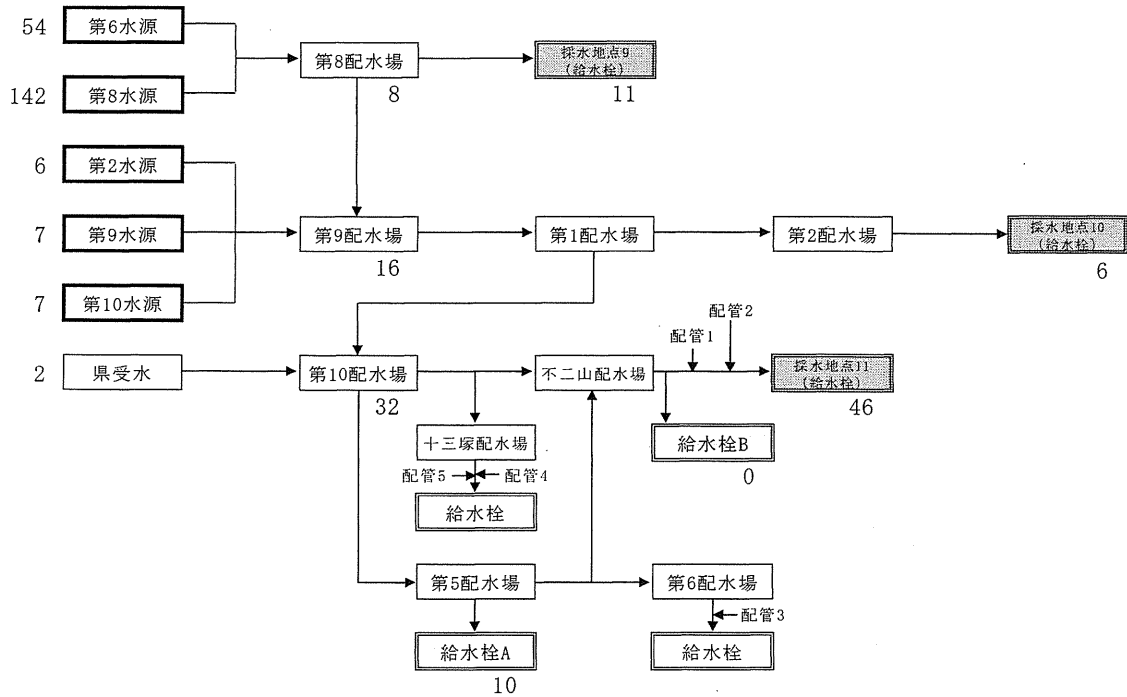 54
第6水源
142
第8水源
第8配水場
8
採水地点9
(給水栓)
11
6
第2水源
7
第9水源
7
第10水源
第9配水場
16
第1配水場
第2配水場
採水地点10
(給水栓)
6
2
県受水
第10配水場
32
不二山配水場
配管1
配管2
採水地点11
(給水栓)
46
給水栓B
0
十三塚配水場
配管5
配管4
給水栓
第5配水場
第6配水場
配管3
給水栓A
10
給水栓